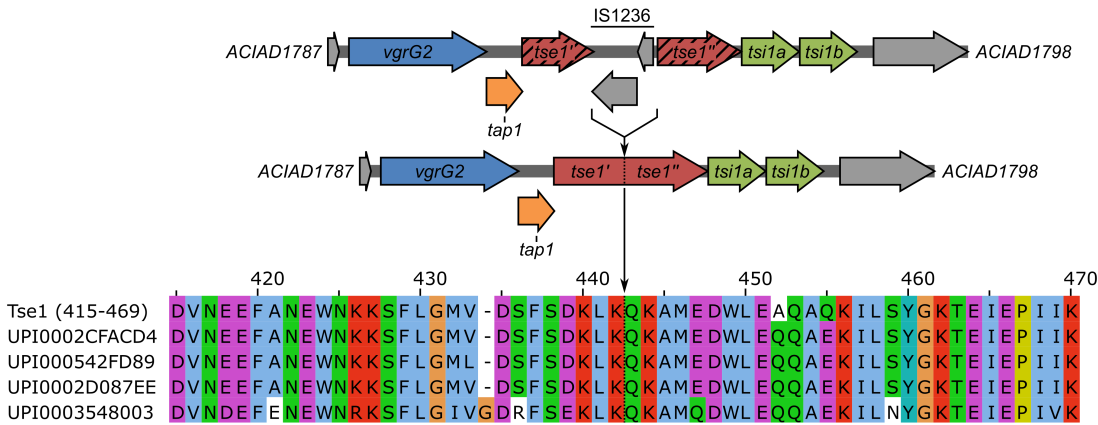 IS1236
ACIAD1787 vgrG2 tse1' tse1" tsi1a tsi1b ACIAD1798
tap1
ACIAD1787 vgrG2 tse1' tse1" tsi1a tsi1b ACIAD1798
tap1
420 430 440 450 460 470
Tse1 (415-469) DVNEEFANEWNKKSFLGMV-DSFSDKLKQKAMEDWLEAQAQKILSYGKTEIEPIIK
UPI0002CFACD4 DVNEEFANEWNKKSFLGMV-DSFSDKLKQKAMEDWLEQQAEKILSYGKTEIEPIIK
UPI000542FD89 DVNEEFANEWNKKSFLGML-DSFSDKLKQKAMEDWLEQQAEKILSYGKTEIEPIIK
UPI0002D087EE DVNEEFANEWNKKSFLGMV-DSFSDKLKQKAMEDWLEQQAEKILSYGKTEIEPIIK
UPI0003548003 DVNDEFENEWNRKSFLGIVGDRFSEKLKQKAMQDWLEQQAEKILNYGKTEIEPIVK